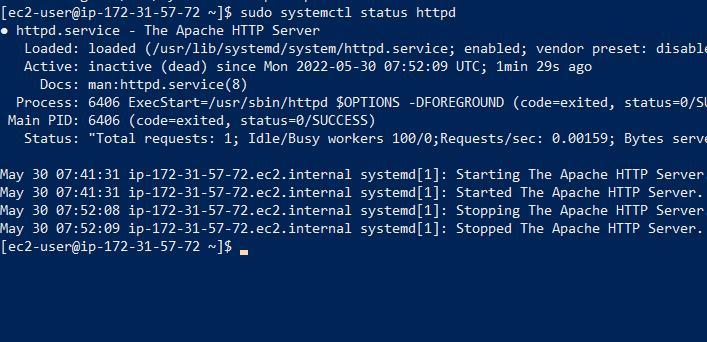 [ec2-user@ip-172-31-57-72 ~]$ sudo systemctl status httpd
● httpd.service - The Apache HTTP Server
Loaded: loaded (/usr/lib/systemd/system/httpd.service; enabled; vendor preset: disable
Active: inactive (dead) since Mon 2022-05-30 07:52:09 UTC; 1min 29s ago
Docs: man:httpd.service(8)
Process: 6406 ExecStart=/usr/sbin/httpd $OPTIONS -DFOREGROUND (code=exited, status=0/SU
Main PID: 6406 (code=exited, status=0/SUCCESS)
Status: "Total requests: 1; Idle/Busy workers 100/0;Requests/sec: 0.00159; Bytes serve
May 30 07:41:31 ip-172-31-57-72.ec2.internal systemd[1]: Starting The Apache HTTP Server
May 30 07:41:31 ip-172-31-57-72.ec2.internal systemd[1]: Started The Apache HTTP Server.
May 30 07:52:08 ip-172-31-57-72.ec2.internal systemd[1]: Stopping The Apache HTTP Server
May 30 07:52:09 ip-172-31-57-72.ec2.internal systemd[1]: Stopped The Apache HTTP Server.
[ec2-user@ip-172-31-57-72 ~]$